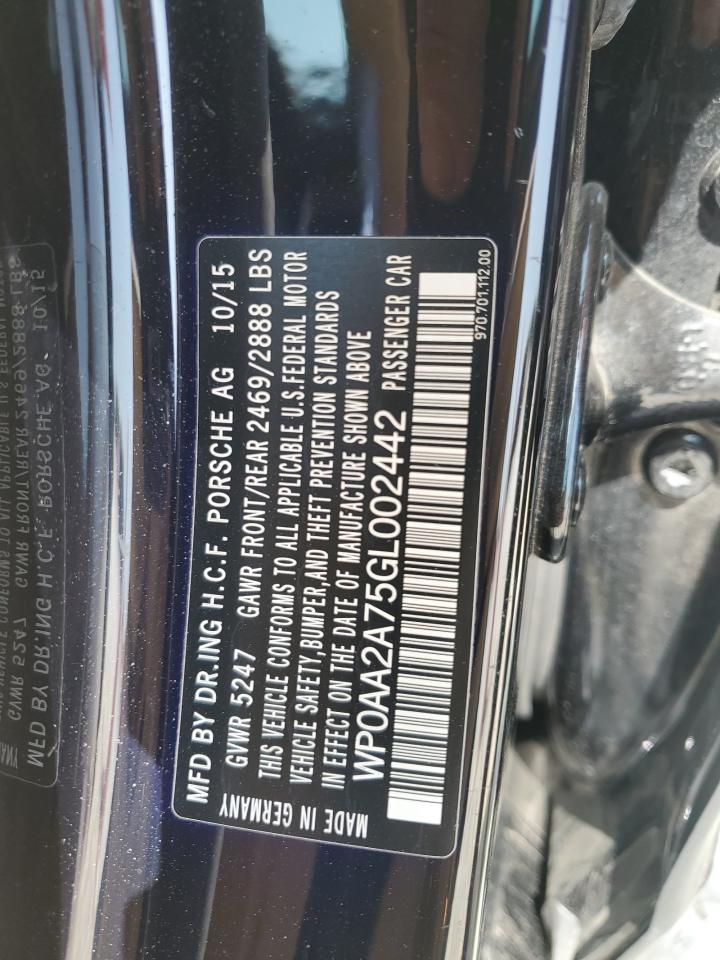 MFD BY DR.ING H.C.F. PORSCHE AG 10/15
GVWR 5247 GAWR FRONT/REAR 2469/2888 LBS
THIS VEHICLE CONFORMS TO ALL APPLICABLE U.S.FEDERAL MOTOR
VEHICLE SAFETY,BUMPER,AND THEFT PREVENTION STANDARDS
IN EFFECT ON THE DATE OF MANUFACTURE SHOWN ABOVE
WP0AA2A75GL002442 PASSENGER CAR
MADE IN GERMANY
970.701.112.00